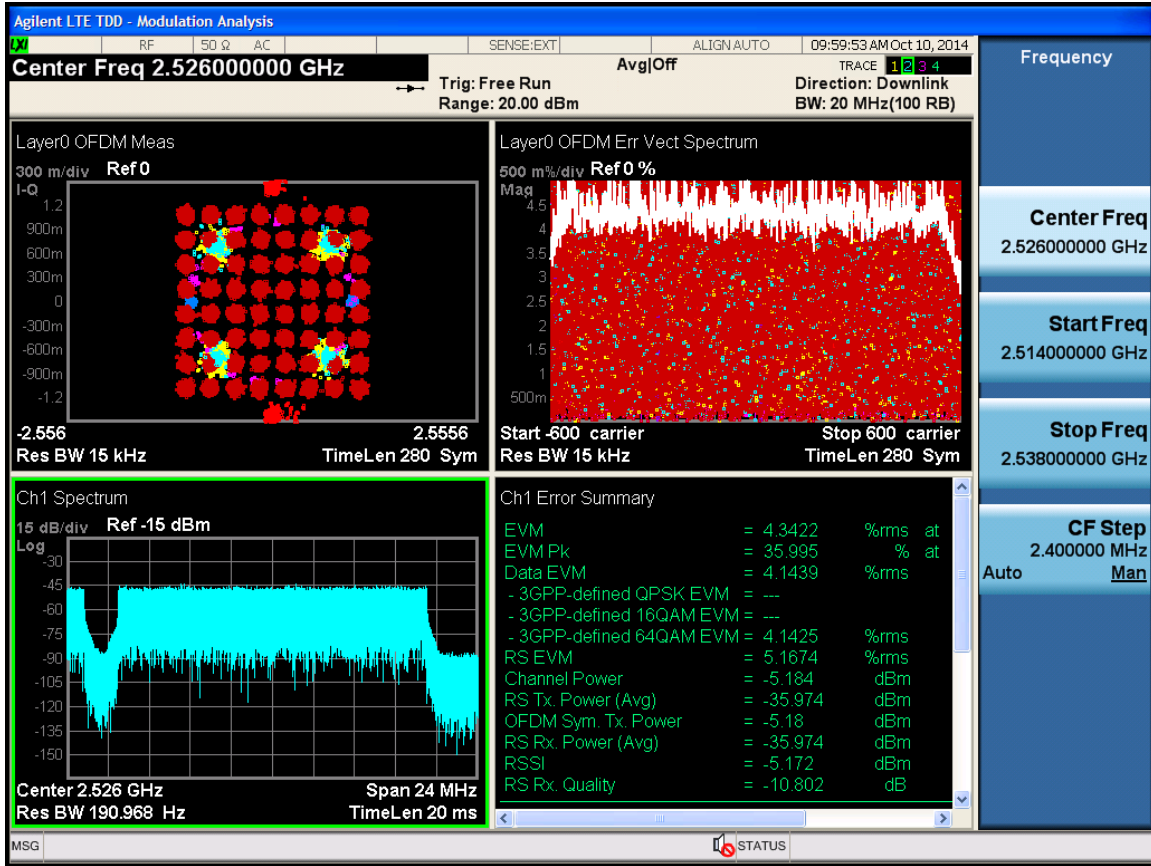 Agilent LTE TDD - Modulation Analysis
LXI RF 50 Ω AC SENSE:EXT ALIGN AUTO 09:59:53 AM Oct 10, 2014
Center Freq 2.526000000 GHz
Avg|Off
TRACE 1 2 3 4
Trig: Free Run
Direction: Downlink
Range: 20.00 dBm
BW: 20 MHz(100 RB)
Layer0 OFDM Meas
300 m/div Ref 0
I-Q
1.2
900m
600m
300m
0
-300m
-600m
-900m
-1.2
-2.556 2.5556
Res BW 15 kHz TimeLen 280 Sym
Layer0 OFDM Err Vect Spectrum
500 m%/div Ref 0 %
Mag
4.5
4
3.5
3
2.5
2
1.5
1
500m
Start -600 carrier Stop 600 carrier
Res BW 15 kHz TimeLen 280 Sym
Ch1 Spectrum
15 dB/div Ref -15 dBm
Log
-30
-45
-60
-75
-90
-105
-120
-135
-150
Center 2.526 GHz Span 24 MHz
Res BW 190.968 Hz TimeLen 20 ms
Ch1 Error Summary
EVM = 4.3422 %rms at
EVM Pk = 35.995 % at
Data EVM = 4.1439 %rms
- 3GPP-defined QPSK EVM = ---
- 3GPP-defined 16QAM EVM = ---
- 3GPP-defined 64QAM EVM = 4.1425 %rms
RS EVM = 5.1674 %rms
Channel Power = -5.184 dBm
RS Tx. Power (Avg) = -35.974 dBm
OFDM Sym. Tx. Power = -5.18 dBm
RS Rx. Power (Avg) = -35.974 dBm
RSSI = -5.172 dBm
RS Rx. Quality = -10.802 dB
Frequency
Center Freq
2.526000000 GHz
Start Freq
2.514000000 GHz
Stop Freq
2.538000000 GHz
CF Step
2.400000 MHz
Auto Man
MSG STATUS